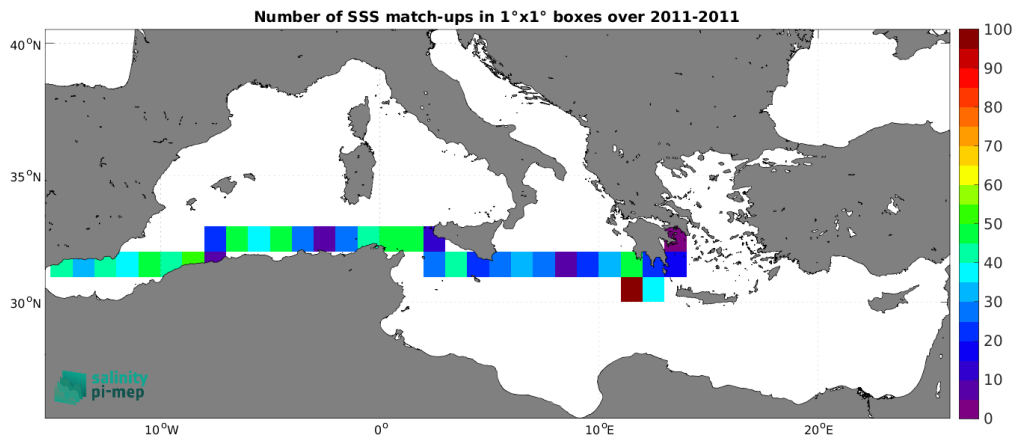 Number of SSS match-ups in 1°x1° boxes over 2011-2011
40°N
35°N
30°N
10°W
0°
10°E
20°E
100
90
80
70
60
50
40
30
20
10
0
salinity
pi-mep